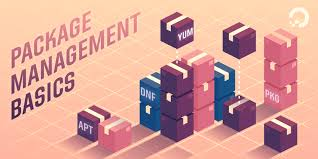 PACKAGE
MANAGEMENT
BASICS
YUM
DNF
PKG
APT